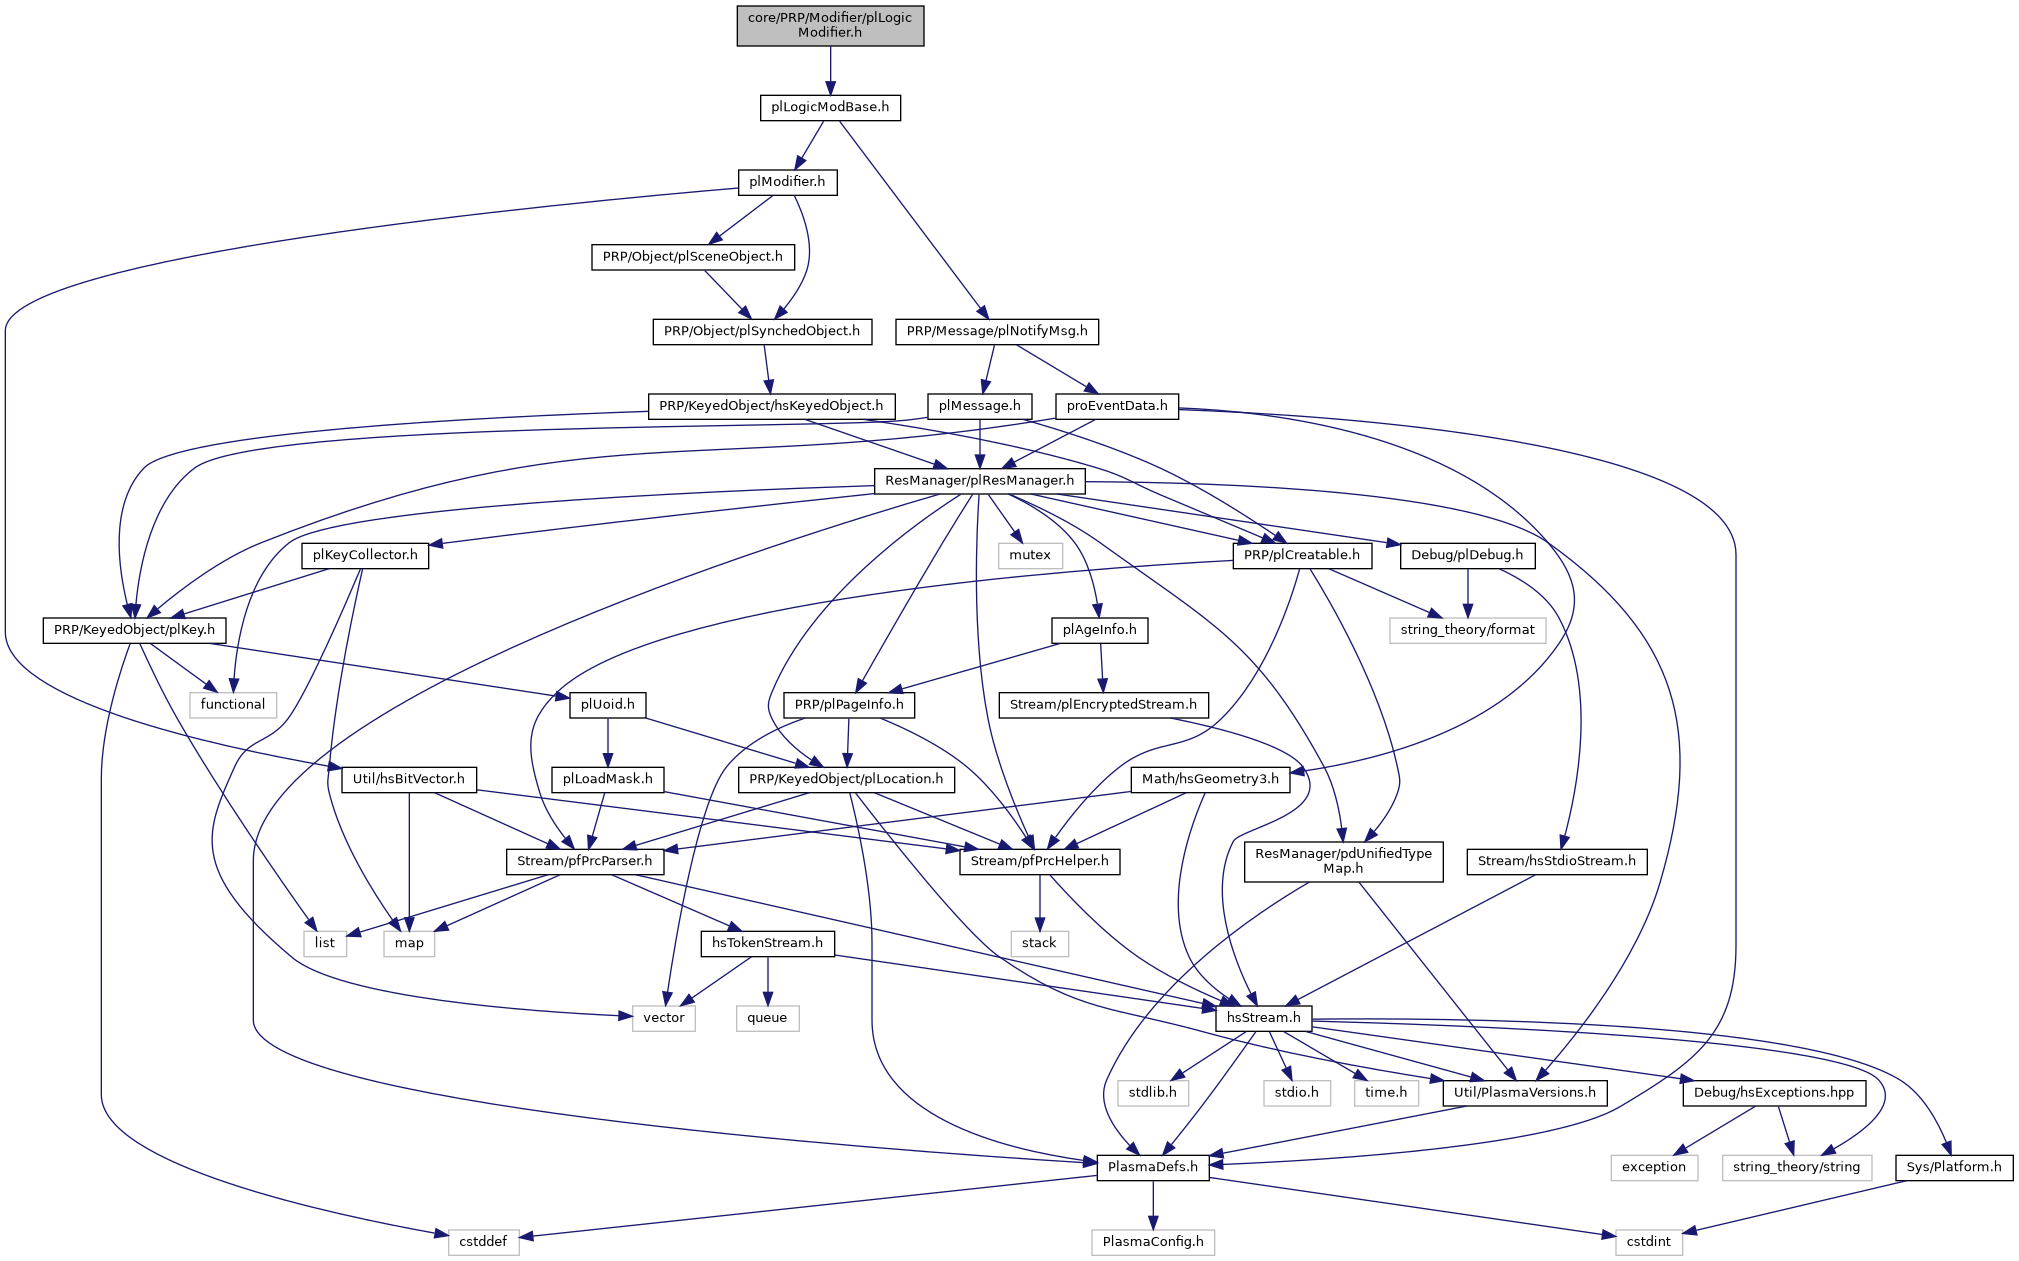 core/PRP/Modifier/plLogic
Modifier.h
plLogicModBase.h
plModifier.h
PRP/Object/plSceneObject.h
PRP/Object/plSynchedObject.h
PRP/Message/plNotifyMsg.h
PRP/KeyedObject/hsKeyedObject.h
plMessage.h
proEventData.h
ResManager/plResManager.h
plKeyCollector.h
mutex
PRP/plCreatable.h
Debug/plDebug.h
PRP/KeyedObject/plKey.h
plAgeInfo.h
string_theory/format
functional
plUoid.h
PRP/plPageInfo.h
Stream/plEncryptedStream.h
Util/hsBitVector.h
plLoadMask.h
PRP/KeyedObject/plLocation.h
Math/hsGeometry3.h
Stream/pfPrcParser.h
Stream/pfPrcHelper.h
ResManager/pdUnifiedType
Map.h
Stream/hsStdioStream.h
list
map
hsTokenStream.h
stack
vector
queue
hsStream.h
stdlib.h
stdio.h
time.h
Util/PlasmaVersions.h
Debug/hsExceptions.hpp
PlasmaDefs.h
exception
string_theory/string
Sys/Platform.h
cstddef
PlasmaConfig.h
cstdint